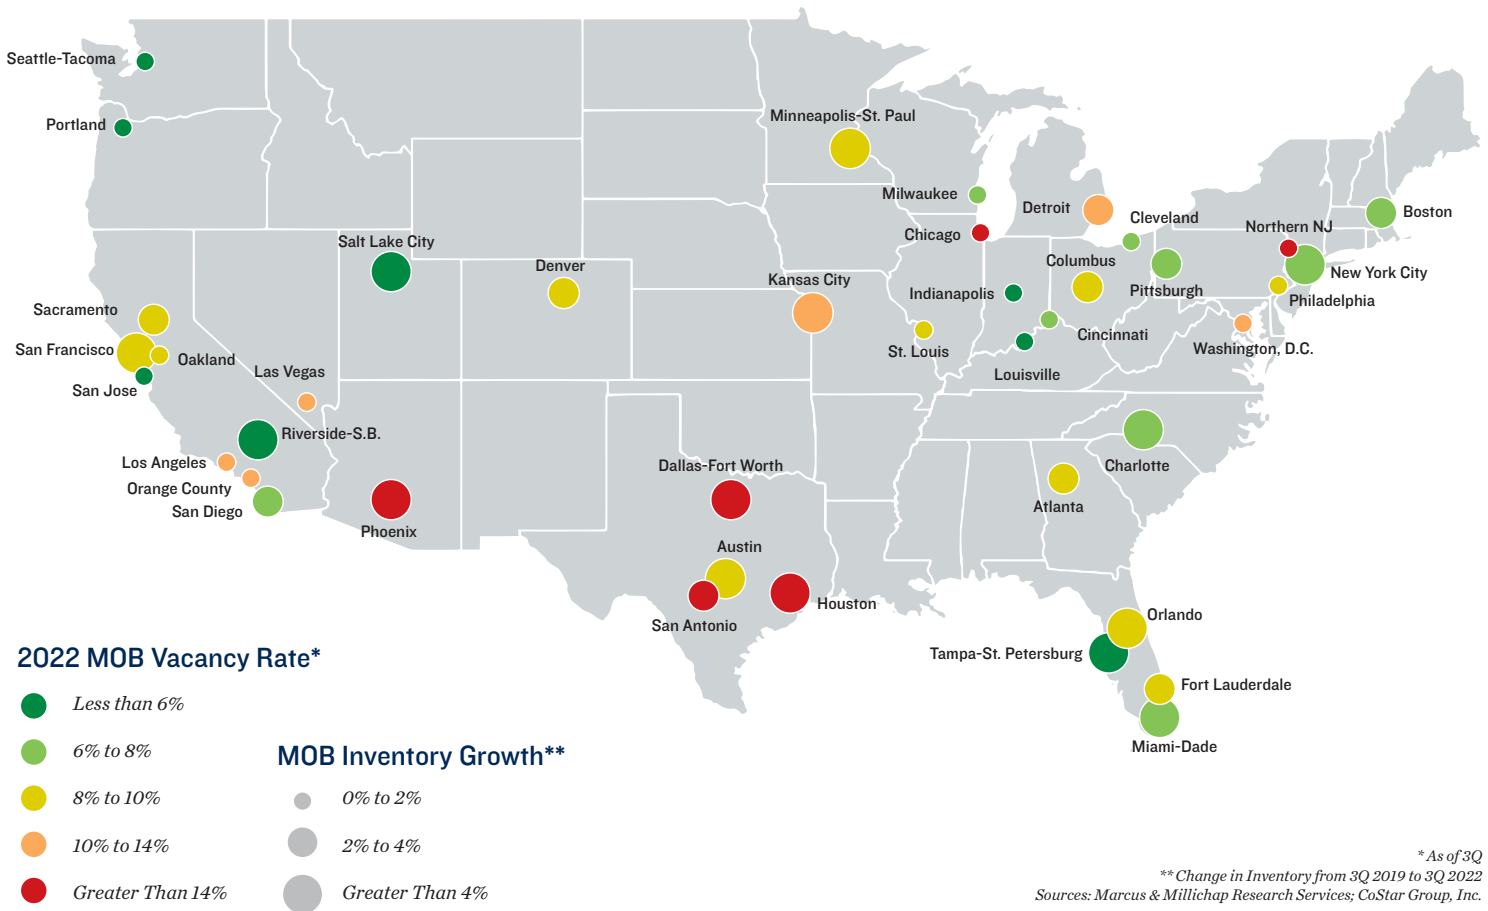 Seattle-Tacoma
Portland
Minneapolis-St. Paul
Milwaukee
Detroit
Cleveland
Boston
Northern NJ
Chicago
Salt Lake City
Denver
Columbus
Kansas City
New York City
Pittsburgh
Indianapolis
Philadelphia
Sacramento
Cincinnati
San Francisco
Oakland
St. Louis
Washington, D.C.
Las Vegas
Louisville
San Jose
Riverside-S.B.
Los Angeles
Dallas-Fort Worth
Charlotte
Orange County
San Diego
Atlanta
Phoenix
Austin
Houston
San Antonio
Orlando
Tampa-St. Petersburg
Fort Lauderdale
Miami-Dade
2022 MOB Vacancy Rate*
Less than 6%
6% to 8%
8% to 10%
10% to 14%
Greater Than 14%
MOB Inventory Growth**
0% to 2%
2% to 4%
Greater Than 4%
* As of 3Q
** Change in Inventory from 3Q 2019 to 3Q 2022
Sources: Marcus & Millichap Research Services; CoStar Group, Inc.